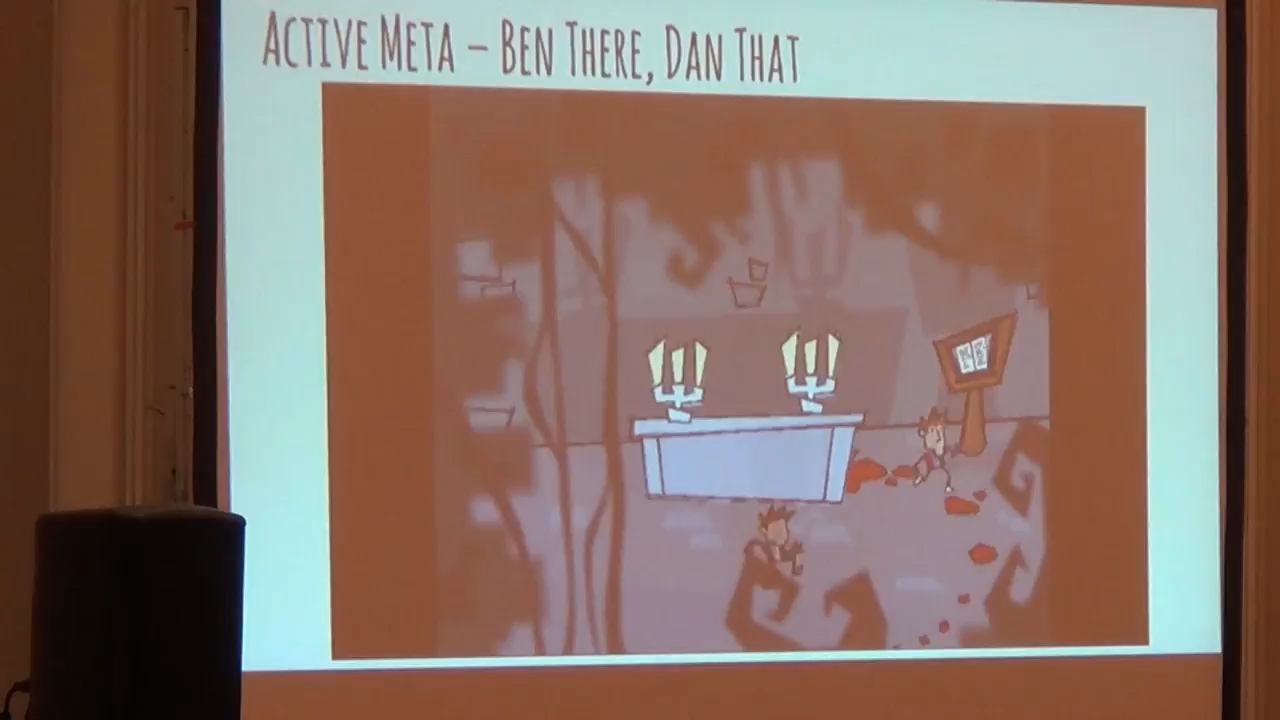 ACTIVE META – BEN THERE, DAN THAT